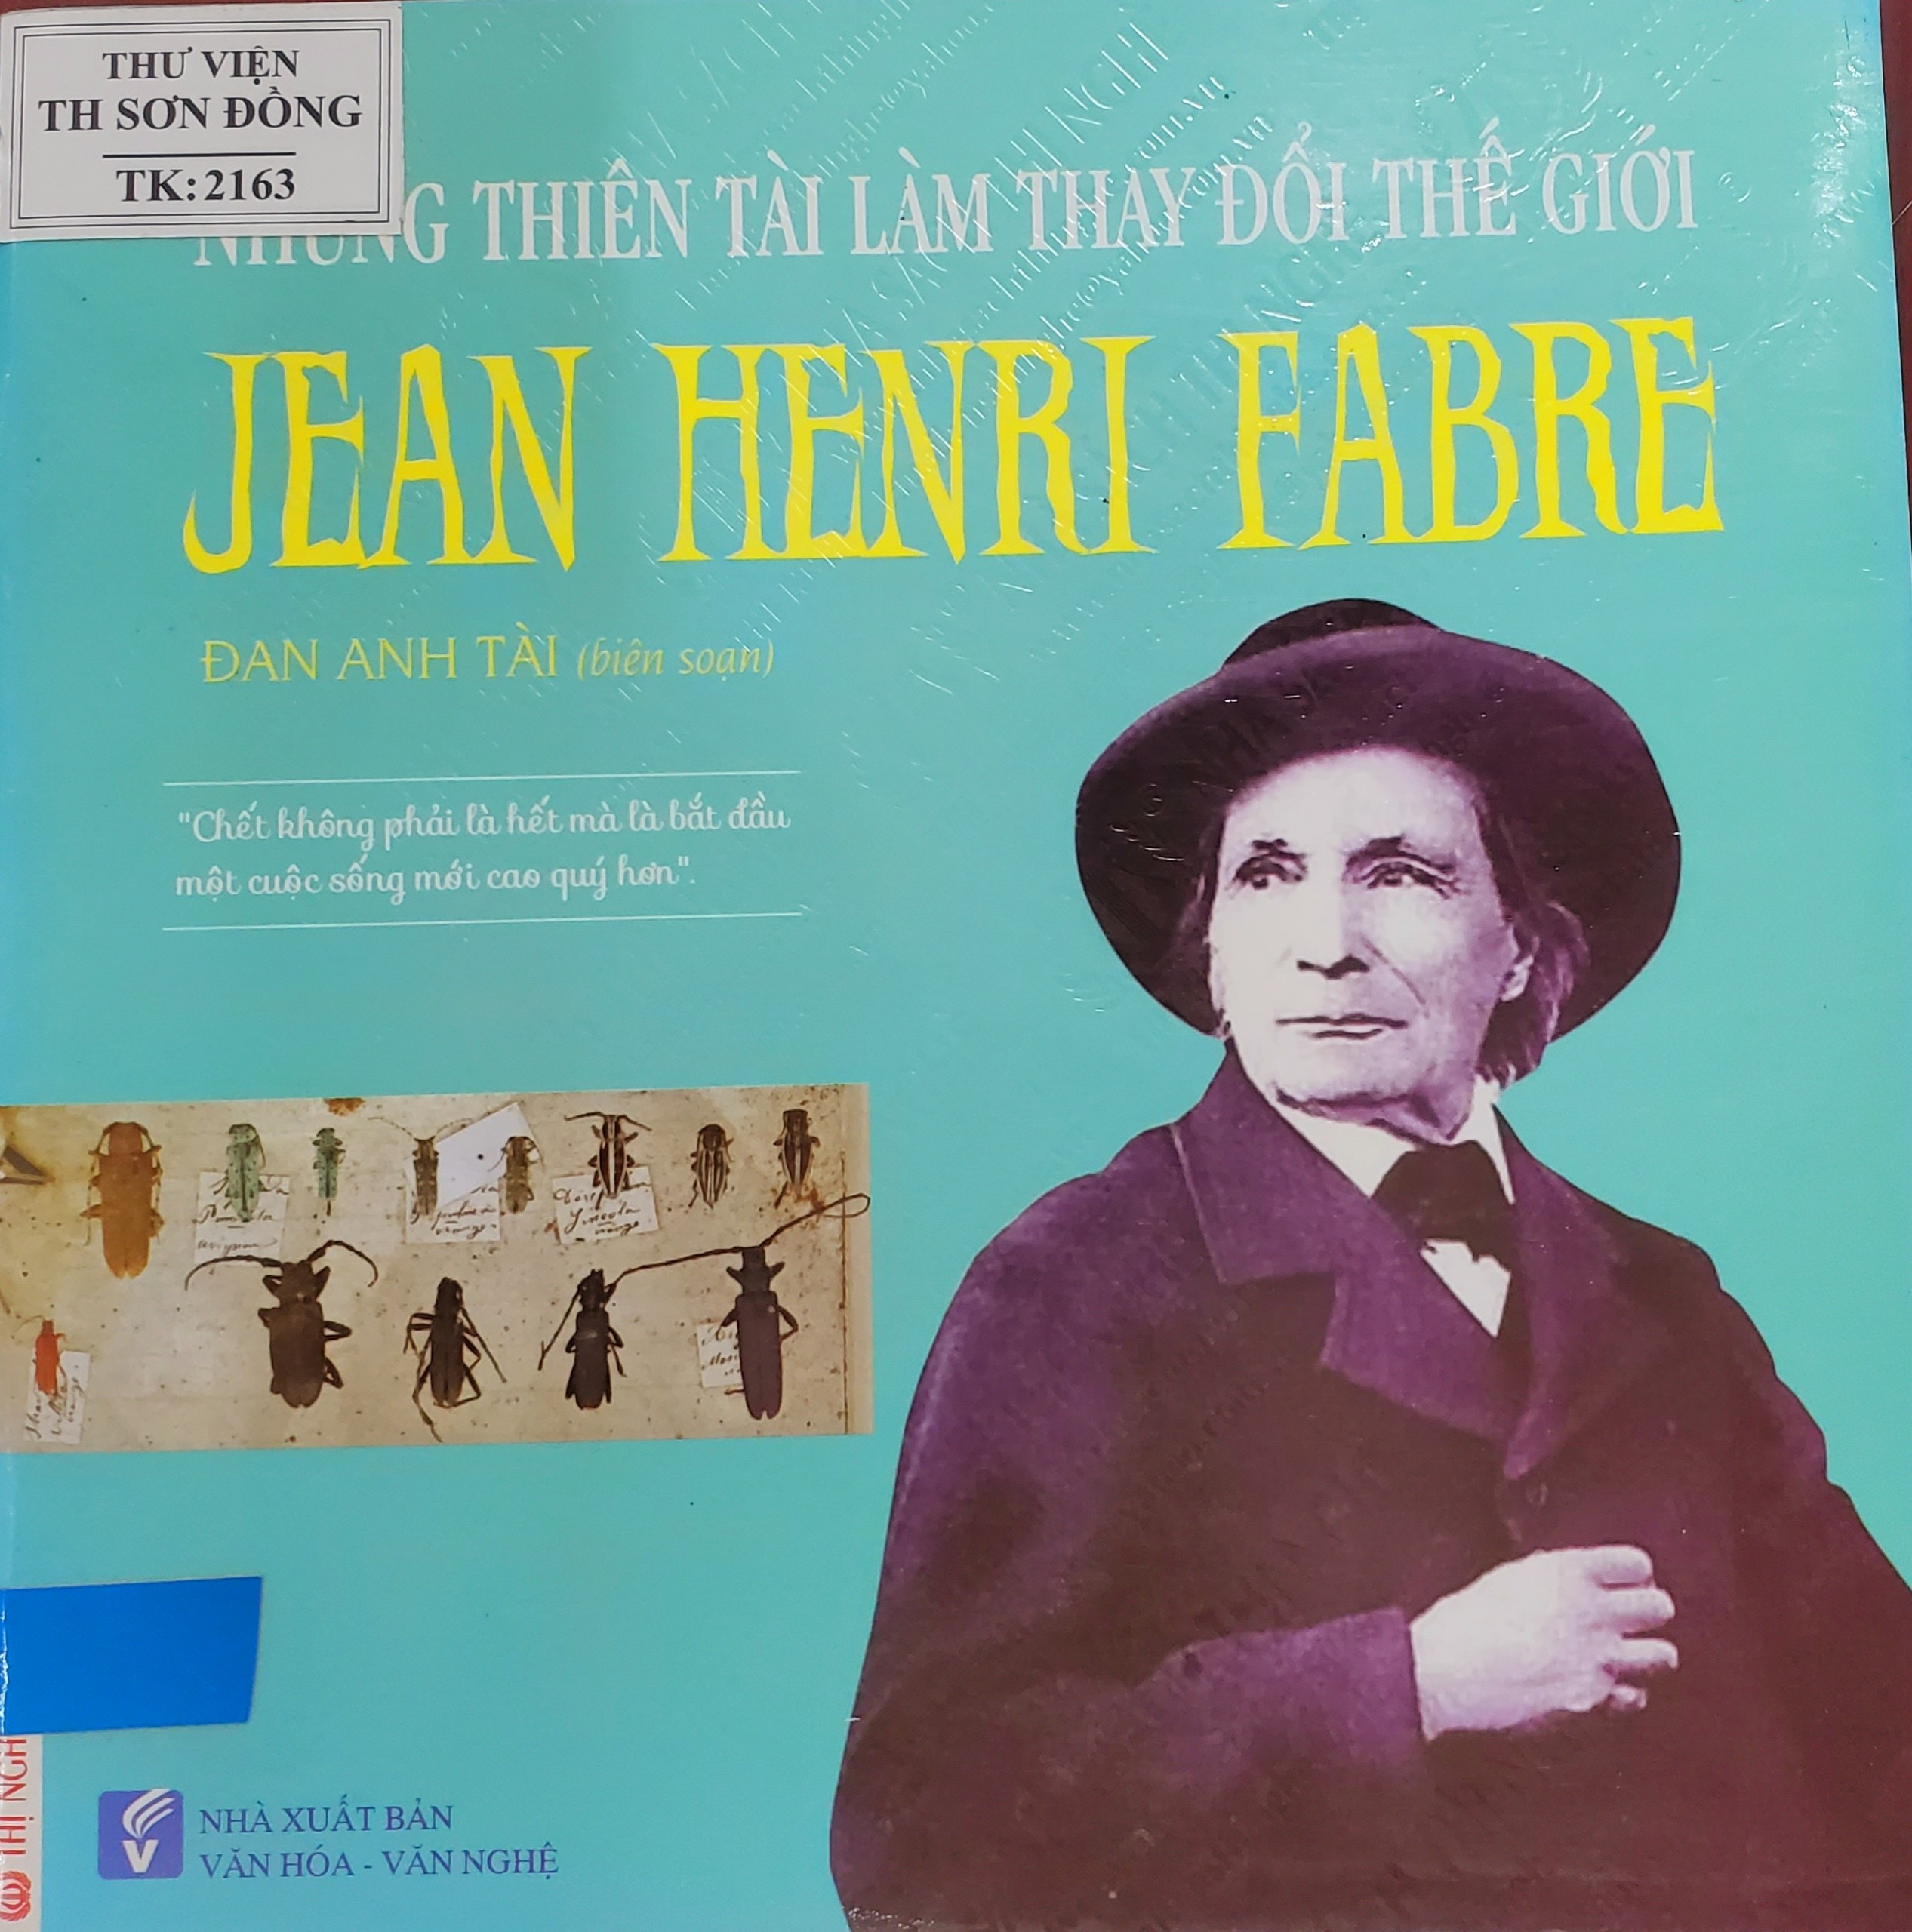 THƯ VIỆN
TH SƠN ĐỒNG
TK: 2163
NHỮNG THIÊN TÀI LÀM THAY ĐỔI THẾ GIỚI
JEAN HENRI FABRE
ĐAN ANH TÀI (biên soạn)
"Chết không phải là hết mà là bắt đầu
một cuộc sống mới cao quý hơn".
NHÀ XUẤT BẢN
VĂN HÓA - VĂN NGHỆ